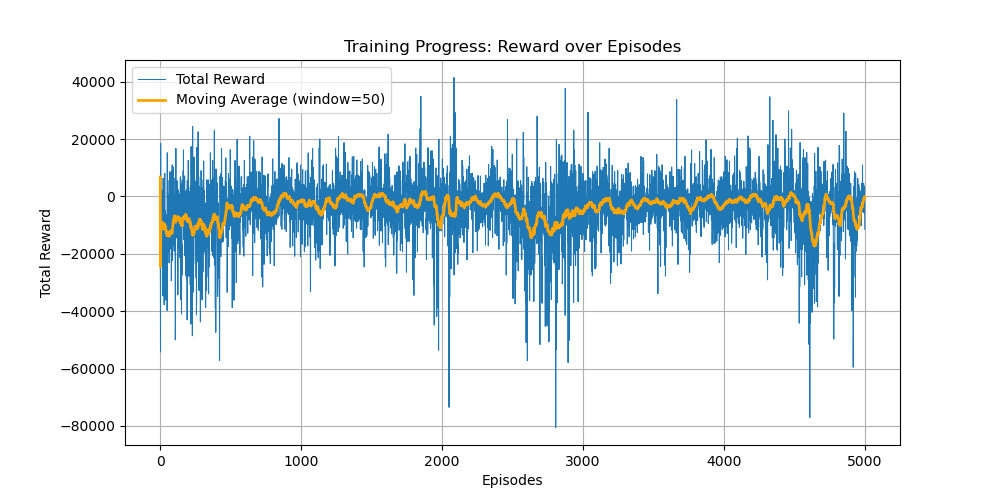 Training Progress: Reward over Episodes
Total Reward
Moving Average (window=50)
40000
20000
0
−20000
−40000
−60000
−80000
Total Reward
0
1000
2000
3000
4000
5000
Episodes